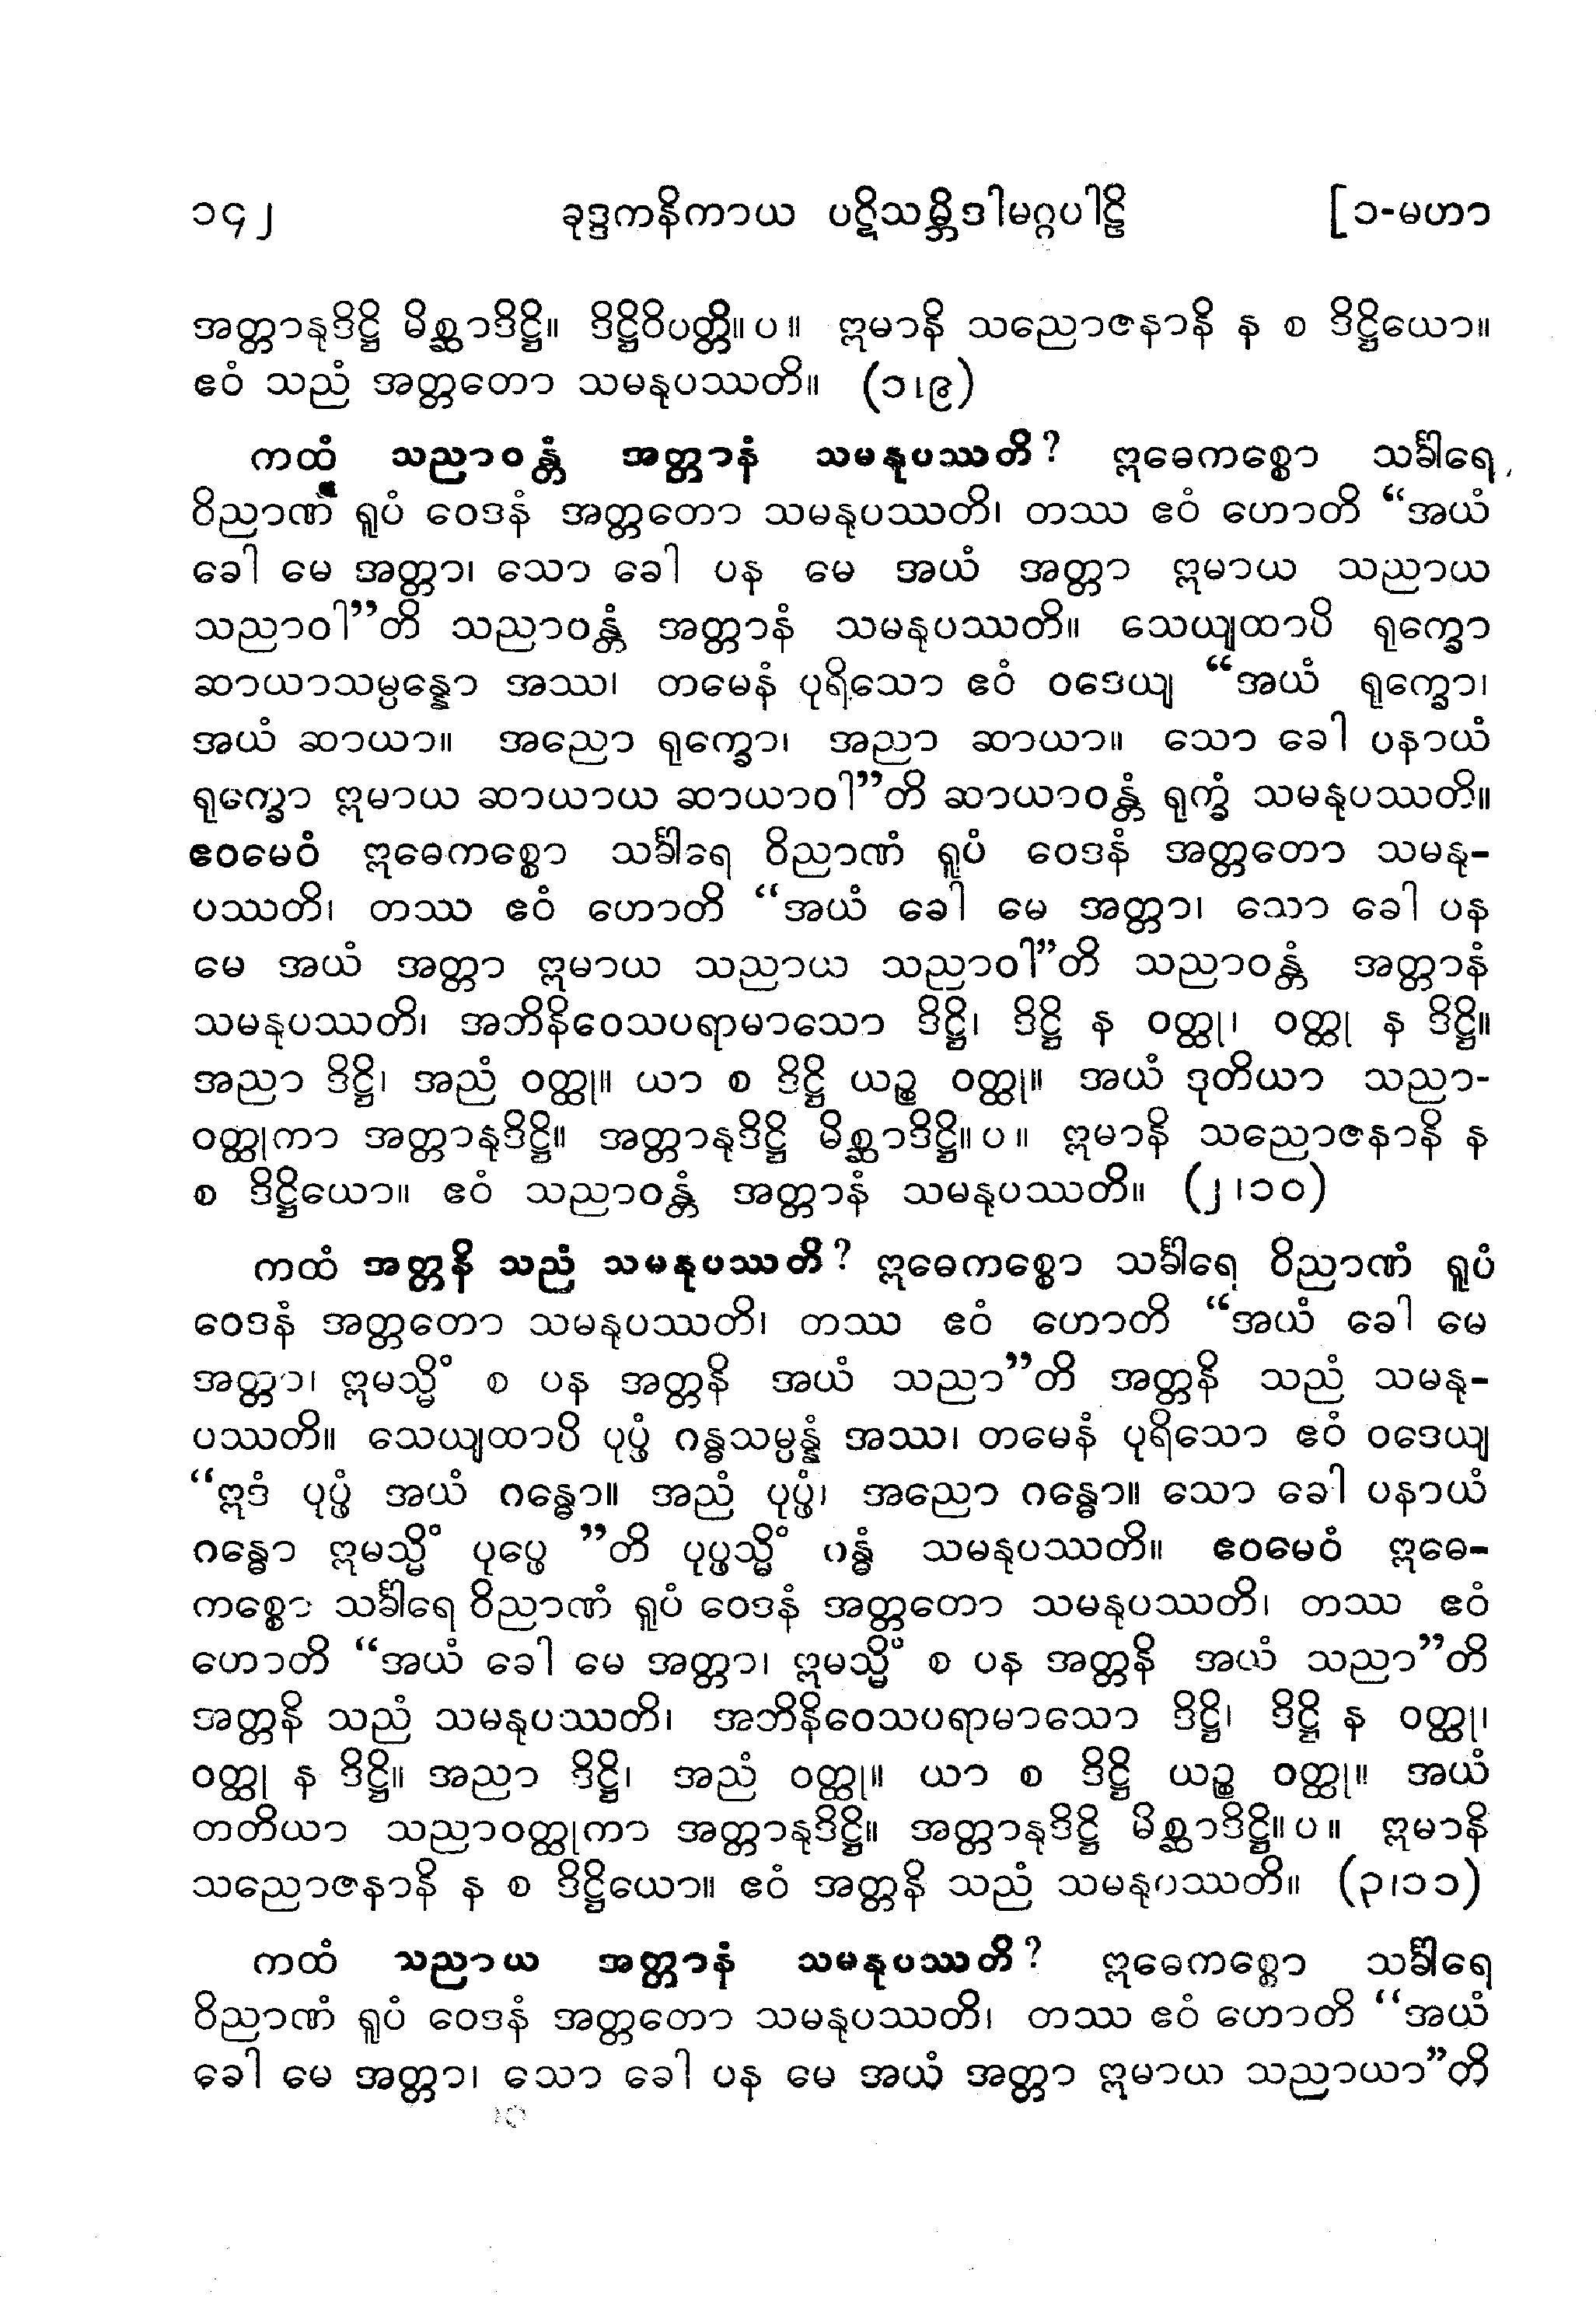 ၁၄၂ ခုဒ္ဒကနိကာယ ပဋိသမ္ဘိဒါမဂ္ဂပါဠိ [၁-မဟာ
အတ္တာနုဒိဋ္ဌိ မိစ္ဆာဒိဋ္ဌိ။ ဒိဋ္ဌိဝိပတ္တိ။ပ။ ဣမာနိ သညောဇနာနိ န စ ဒိဋ္ဌိယော။
ဧဝံ သညံ အတ္တတော သမနုပဿတိ။ (၁၊၉)
ကထံ သညာဝန္တံ အတ္တာနံ သမနုပဿတိ? ဣဓေကစ္စော သင်္ခါရေ
ဝိညာဏံ ရူပံ ဝေဒနံ အတ္တတော သမနုပဿတိ၊ တဿ ဧဝံ ဟောတိ “အယံ
ခေါ မေ အတ္တာ၊ သော ခေါ ပန မေ အယံ အတ္တာ ဣမာယ သညာယ
သညာဝါ”တိ သညာဝန္တံ အတ္တာနံ သမနုပဿတိ။ သေယျထာပိ ရုက္ခော
ဆာယာသမ္ပန္နော အဿ၊ တမေနံ ပုရိသော ဧဝံ ဝဒေယျ “အယံ ရုက္ခော၊
အယံ ဆာယာ။ အညော ရုက္ခော၊ အညာ ဆာယာ။ သော ခေါ ပနာယံ
ရုက္ခော ဣမာယ ဆာယာယ ဆာယာဝါ”တိ ဆာယာဝန္တံ ရုက္ခံ သမနုပဿတိ။
ဧဝမေဝံ ဣဓေကစ္စော သင်္ခါရေ ဝိညာဏံ ရူပံ ဝေဒနံ အတ္တတော သမနု-
ပဿတိ၊ တဿ ဧဝံ ဟောတိ “အယံ ခေါ မေ အတ္တာ၊ သော ခေါ ပန
မေ အယံ အတ္တာ ဣမာယ သညာယ သညာဝါ”တိ သညာဝန္တံ အတ္တာနံ
သမနုပဿတိ၊ အဘိနိဝေသပရာမာသော ဒိဋ္ဌိ၊ ဒိဋ္ဌိ န ဝတ္ထု၊ ဝတ္ထု န ဒိဋ္ဌိ။
အညာ ဒိဋ္ဌိ၊ အညံ ဝတ္ထု။ ယာ စ ဒိဋ္ဌိ ယဉ္စ ဝတ္ထု။ အယံ ဒုတိယာ သညာ-
ဝတ္ထုကာ အတ္တာနုဒိဋ္ဌိ။ အတ္တာနုဒိဋ္ဌိ မိစ္ဆာဒိဋ္ဌိ။ပ။ ဣမာနိ သညောဇနာနိ န
စ ဒိဋ္ဌိယော။ ဧဝံ သညာဝန္တံ အတ္တာနံ သမနုပဿတိ။ (၂၊၁၀)
ကထံ အတ္တနိ သညံ သမနုပဿတိ? ဣဓေကစ္စော သင်္ခါရေ ဝိညာဏံ ရူပံ
ဝေဒနံ အတ္တတော သမနုပဿတိ၊ တဿ ဧဝံ ဟောတိ “အယံ ခေါ မေ
အတ္တာ၊ ဣမသ္မိံ စ ပန အတ္တနိ အယံ သညာ”တိ အတ္တနိ သညံ သမနု-
ပဿတိ။ သေယျထာပိ ပုပ္ဖံ ဂန္ဓသမ္ပန္နံ အဿ၊ တမေနံ ပုရိသော ဧဝံ ဝဒေယျ
“ဣဒံ ပုပ္ဖံ အယံ ဂန္ဓော။ အညံ ပုပ္ဖံ၊ အညော ဂန္ဓော။ သော ခေါ ပနာယံ
ဂန္ဓော ဣမသ္မိံ ပုပ္ဖေ ”တိ ပုပ္ဖသ္မိံ ဂန္ဓံ သမနုပဿတိ။ ဧဝမေဝံ ဣဓေ-
ကစ္စော သင်္ခါရေ ဝိညာဏံ ရူပံ ဝေဒနံ အတ္တတော သမနုပဿတိ၊ တဿ ဧဝံ
ဟောတိ “အယံ ခေါ မေ အတ္တာ၊ ဣမသ္မိံ စ ပန အတ္တနိ အယံ သညာ”တိ
အတ္တနိ သညံ သမနုပဿတိ၊ အဘိနိဝေသပရာမာသော ဒိဋ္ဌိ၊ ဒိဋ္ဌိ န ဝတ္ထု၊
ဝတ္ထု န ဒိဋ္ဌိ။ အညာ ဒိဋ္ဌိ၊ အညံ ဝတ္ထု။ ယာ စ ဒိဋ္ဌိ ယဉ္စ ဝတ္ထု။ အယံ
တတိယာ သညာဝတ္ထုကာ အတ္တာနုဒိဋ္ဌိ။ အတ္တာနုဒိဋ္ဌိ မိစ္ဆာဒိဋ္ဌိ။ပ။ ဣမာနိ
သညောဇနာနိ န စ ဒိဋ္ဌိယော။ ဧဝံ အတ္တနိ သညံ သမနုပဿတိ။ (၃၊၁၁)
ကထံ သညာယ အတ္တာနံ သမနုပဿတိ? ဣဓေကစ္စော သင်္ခါရေ
ဝိညာဏံ ရူပံ ဝေဒနံ အတ္တတော သမနုပဿတိ၊ တဿ ဧဝံ ဟောတိ “အယံ
ခေါ မေ အတ္တာ၊ သော ခေါ ပန မေ အယံ အတ္တာ ဣမာယ သညာယာ”တိ